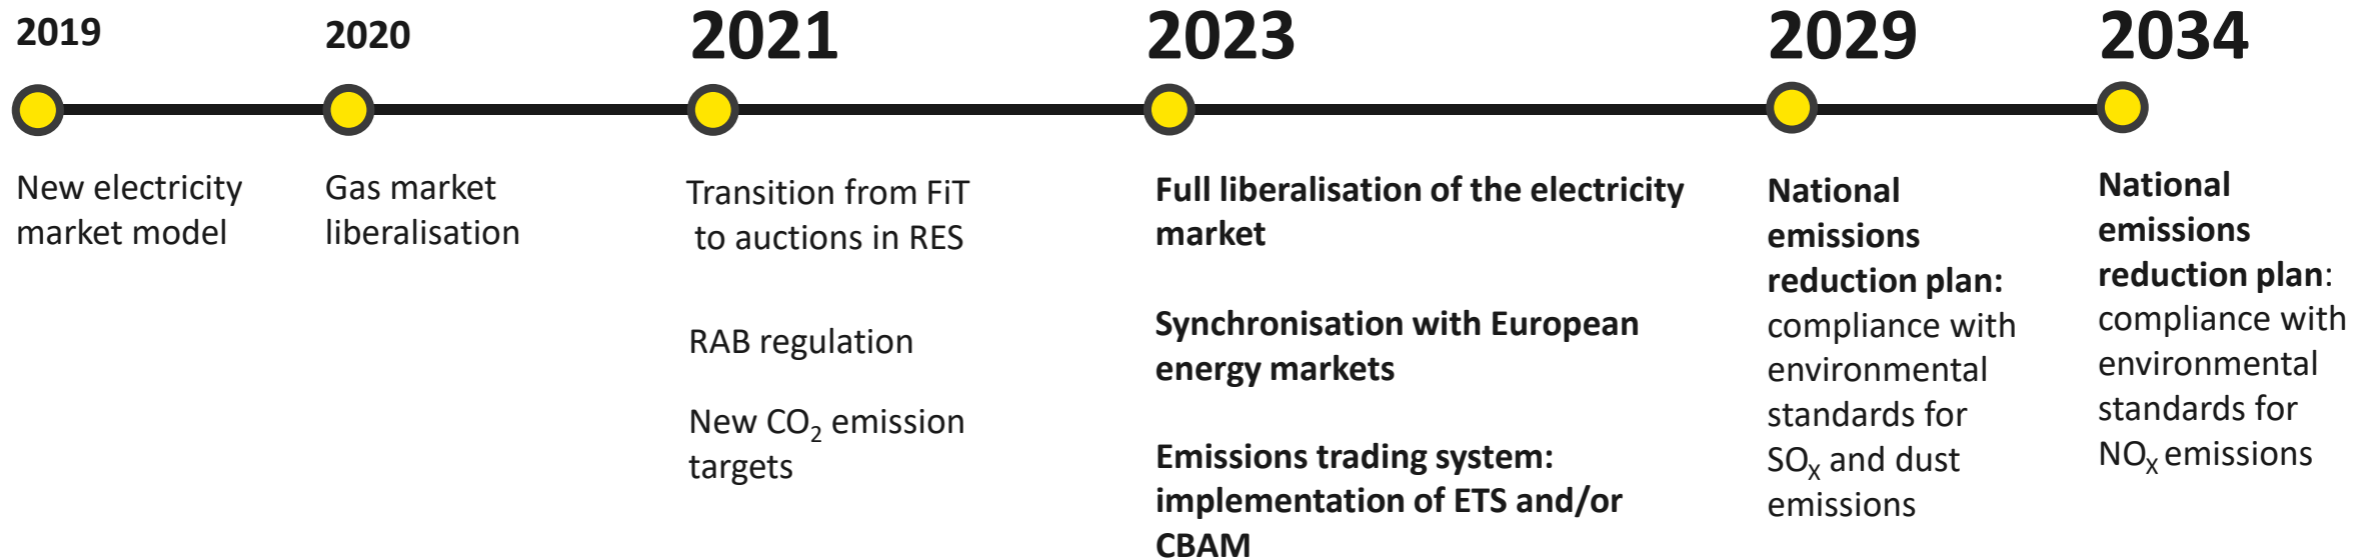 2019
New electricity
market model
2020
Gas market
liberalisation
2021
Transition from FiT
to auctions in RES
RAB regulation
New CO₂ emission
targets
2023
Full liberalisation of the electricity
market
Synchronisation with European
energy markets
Emissions trading system:
implementation of ETS and/or
CBAM
2029
National
emissions
reduction plan:
compliance with
environmental
standards for
SOₓ and dust
emissions
2034
National
emissions
reduction plan:
compliance with
environmental
standards for
NOₓ emissions